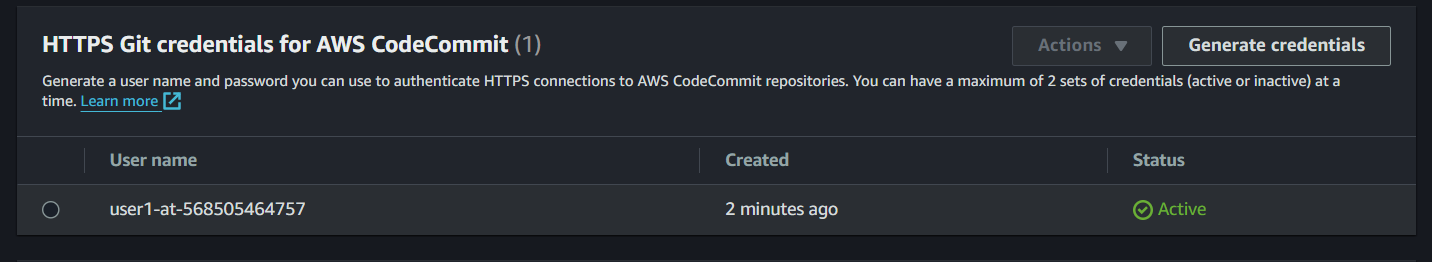 HTTPS Git credentials for AWS CodeCommit (1)
Actions
Generate credentials
Generate a user name and password you can use to authenticate HTTPS connections to AWS CodeCommit repositories. You can have a maximum of 2 sets of credentials (active or inactive) at a
time. Learn more
User name
Created
Status
user1-at-568505464757
2 minutes ago
Active